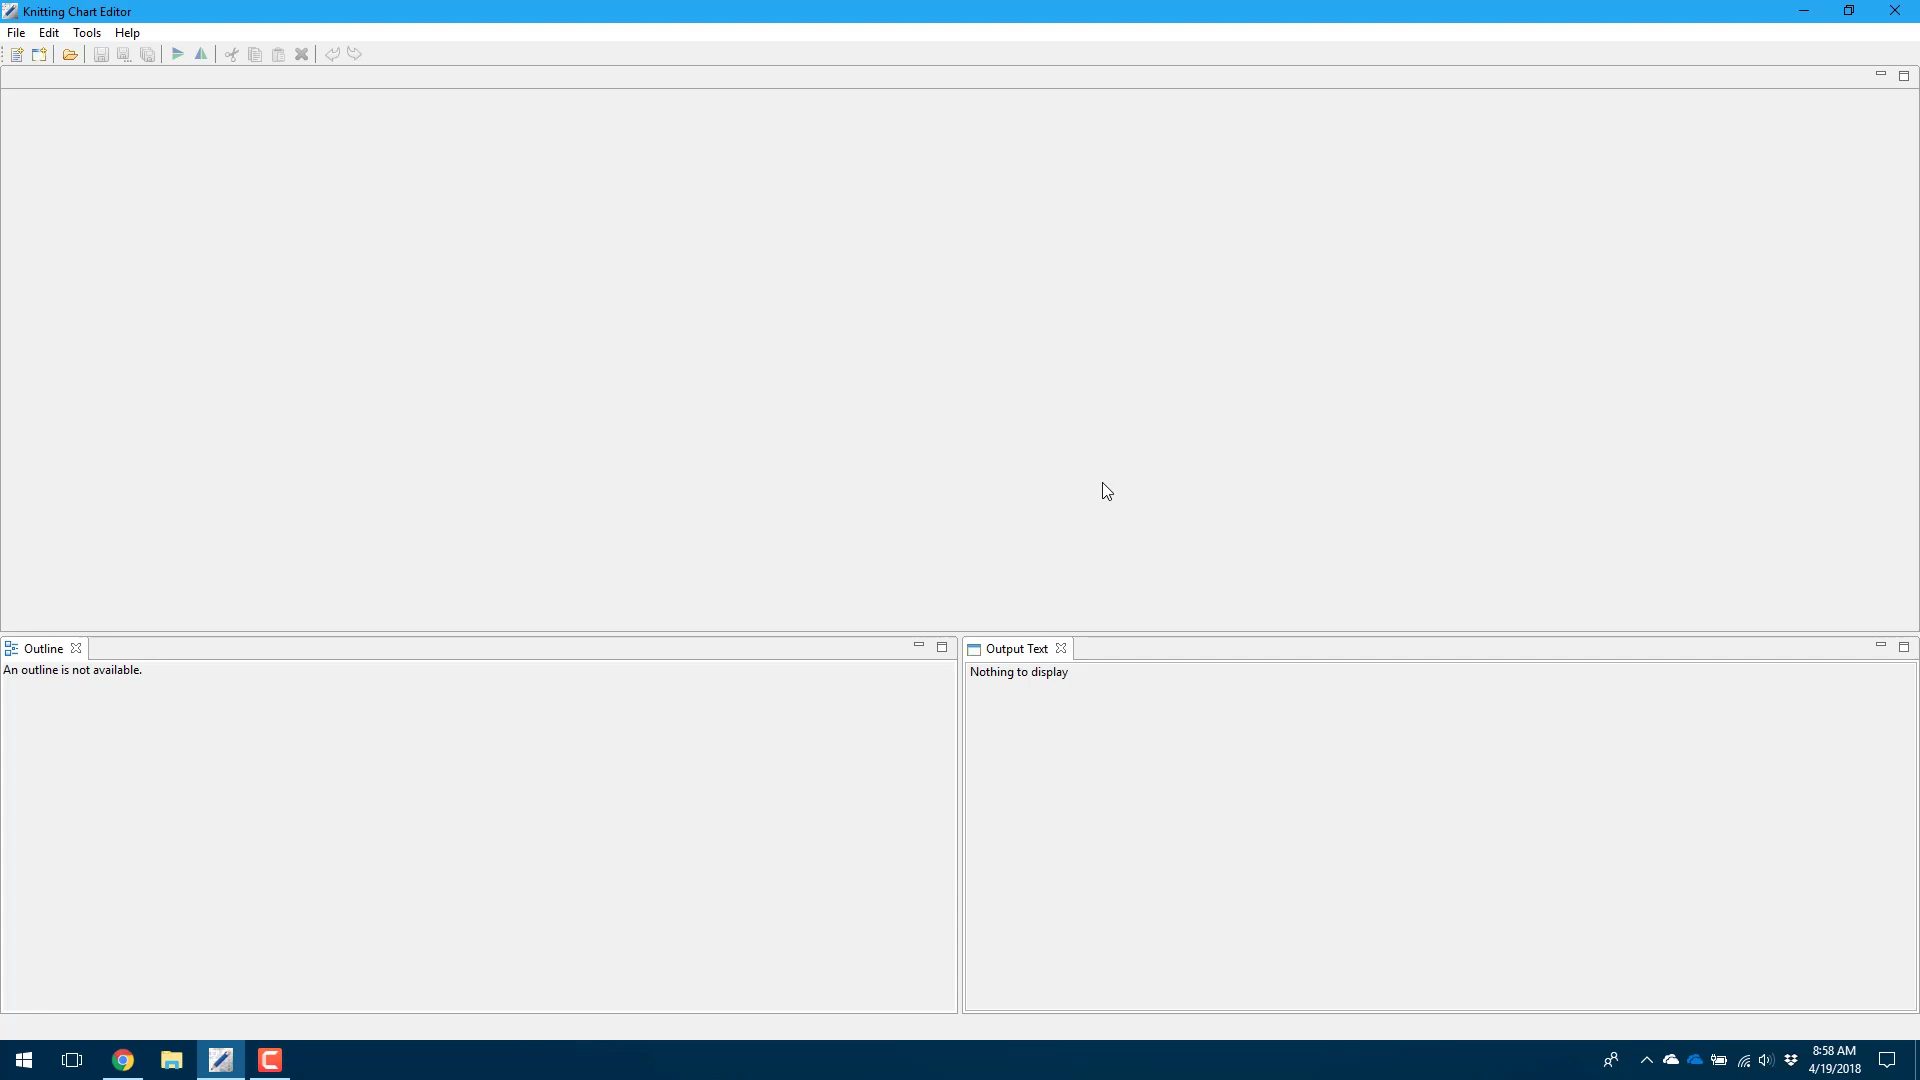 Knitting Chart Editor
File Edit Tools Help
Outline
An outline is not available.
Output Text
Nothing to display
8:58 AM
4/19/2018